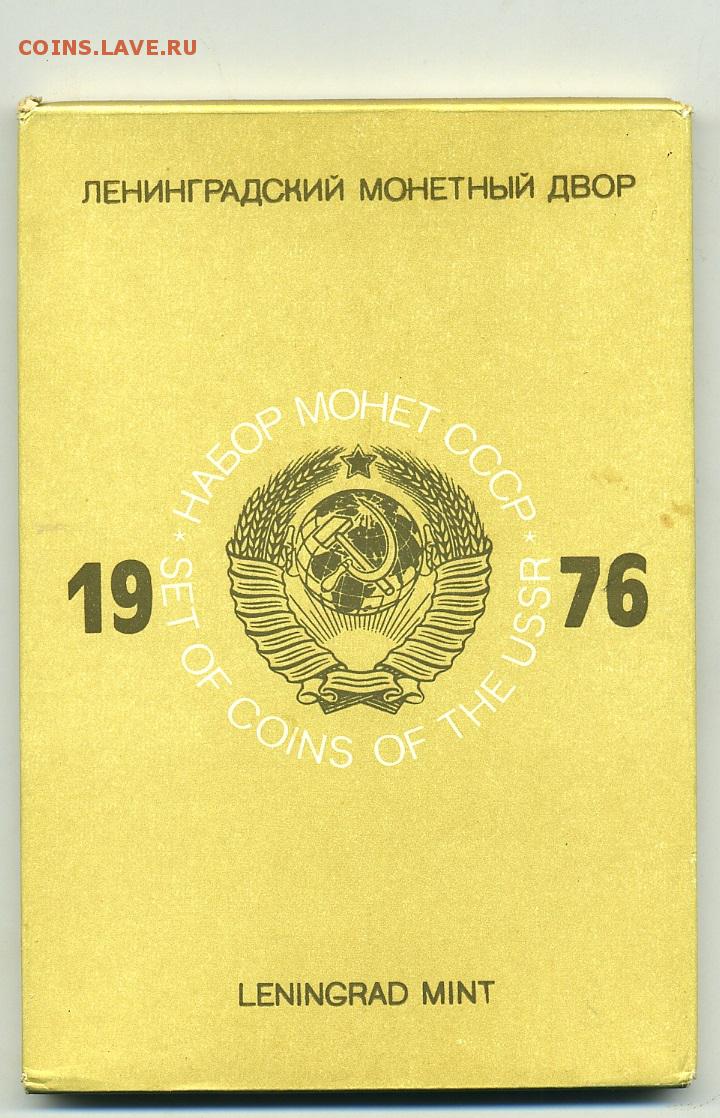 COINS.LAVE.RU
ЛЕНИНГРАДСКИЙ МОНЕТНЫЙ ДВОР
* НАБОР МОНЕТ СССР *
19 76
SET OF COINS OF THE USSR
LENINGRAD MINT